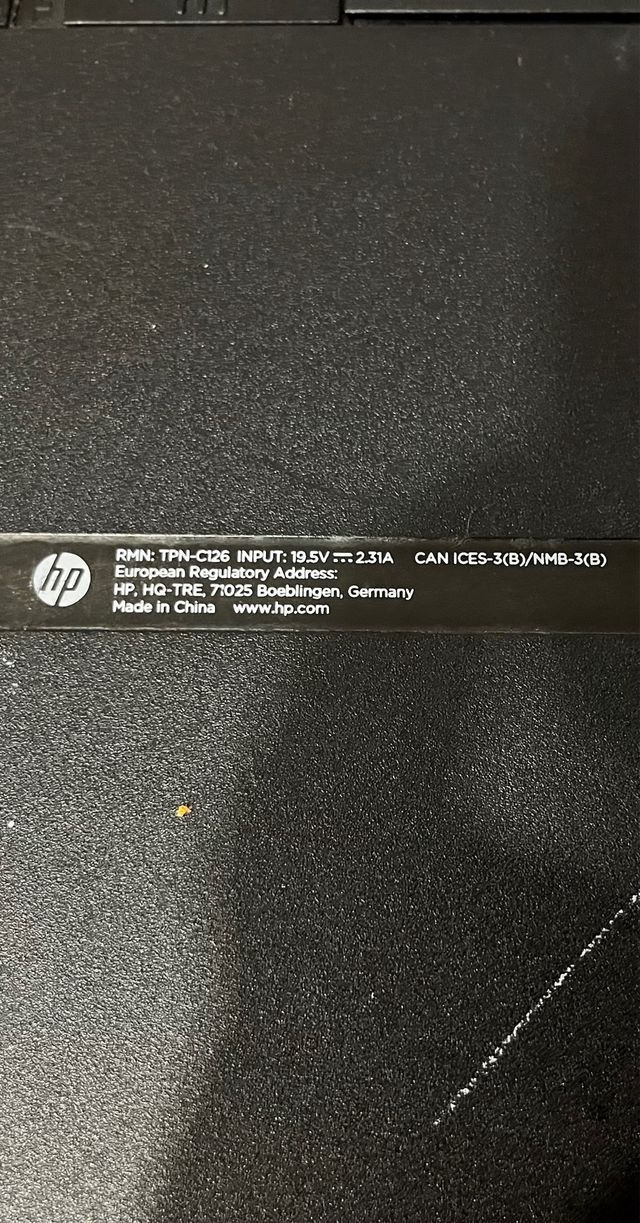 hp
RMN: TPN-C126 INPUT: 19.5V ⎓ 2.31A CAN ICES-3(B)/NMB-3(B)
European Regulatory Address:
HP, HQ-TRE, 71025 Boeblingen, Germany
Made in China www.hp.com